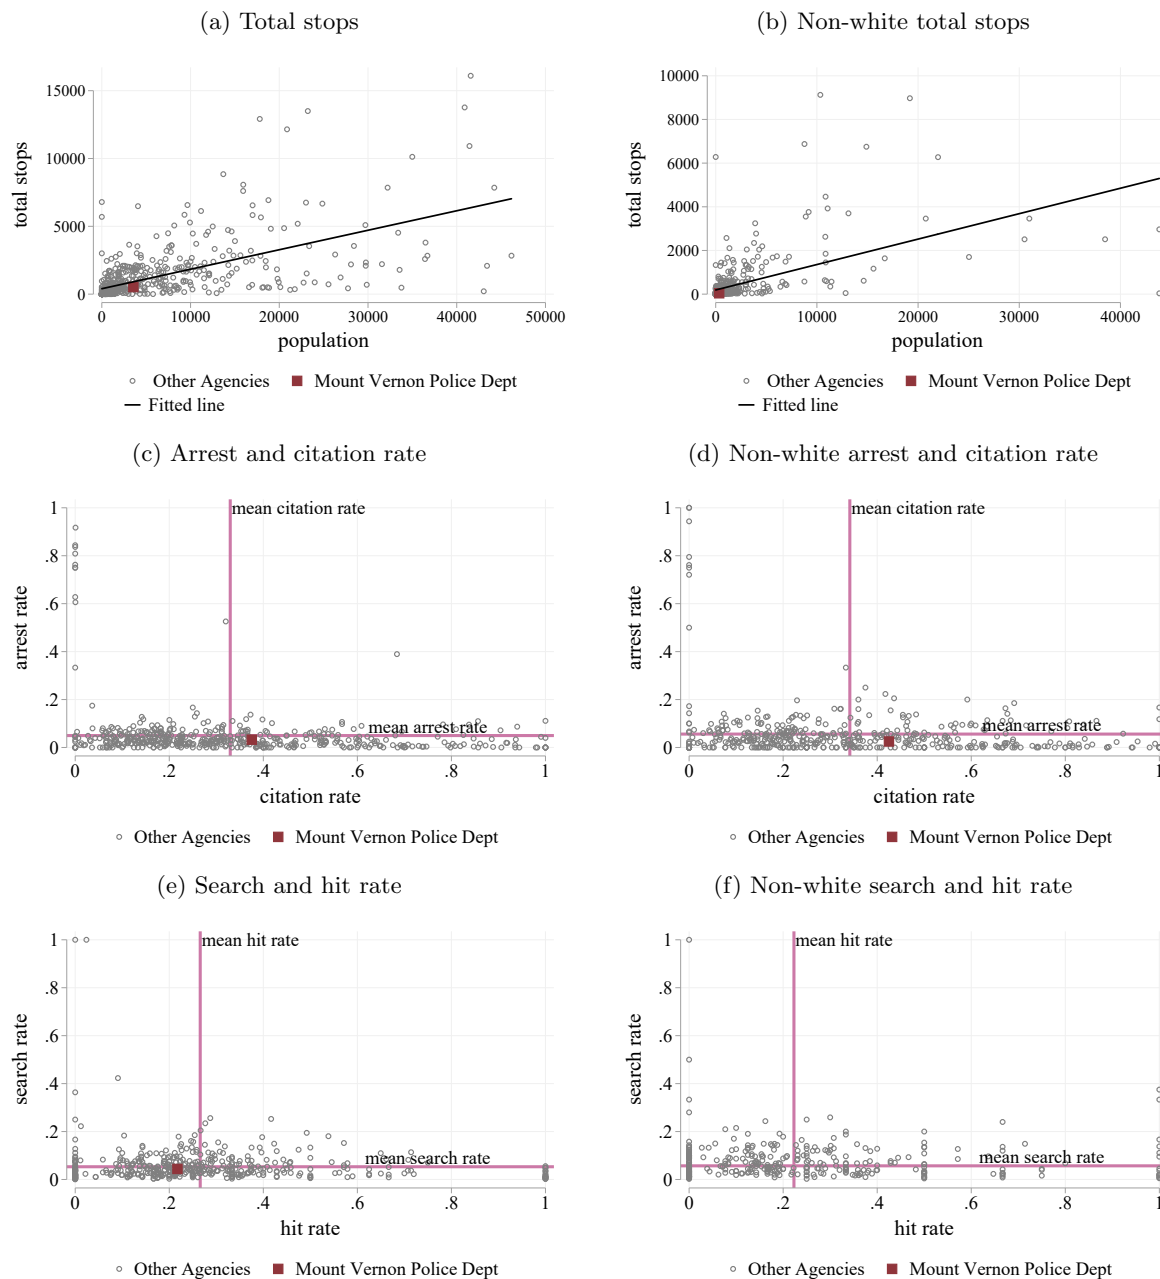 (a) Total stops
(b) Non-white total stops
total stops
15000
10000
5000
0
0
10000
20000
30000
40000
50000
population
Other Agencies
Mount Vernon Police Dept
Fitted line
total stops
10000
8000
6000
4000
2000
0
0
10000
20000
30000
40000
population
Other Agencies
Mount Vernon Police Dept
Fitted line
(c) Arrest and citation rate
(d) Non-white arrest and citation rate
arrest rate
1
.8
.6
.4
.2
0
mean citation rate
mean arrest rate
0
.2
.4
.6
.8
1
citation rate
Other Agencies
Mount Vernon Police Dept
arrest rate
1
.8
.6
.4
.2
0
mean citation rate
mean arrest rate
0
.2
.4
.6
.8
1
citation rate
Other Agencies
Mount Vernon Police Dept
(e) Search and hit rate
(f) Non-white search and hit rate
search rate
1
.8
.6
.4
.2
0
mean hit rate
mean search rate
0
.2
.4
.6
.8
1
hit rate
Other Agencies
Mount Vernon Police Dept
search rate
1
.8
.6
.4
.2
0
mean hit rate
mean search rate
0
.2
.4
.6
.8
1
hit rate
Other Agencies
Mount Vernon Police Dept